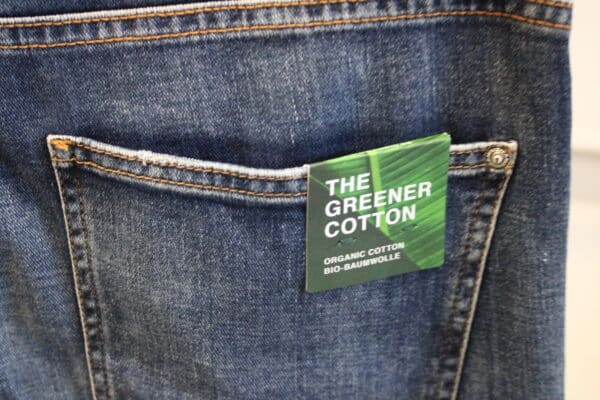 THE
GREENER
COTTON
ORGANIC COTTON
BIO-BAUMWOLLE